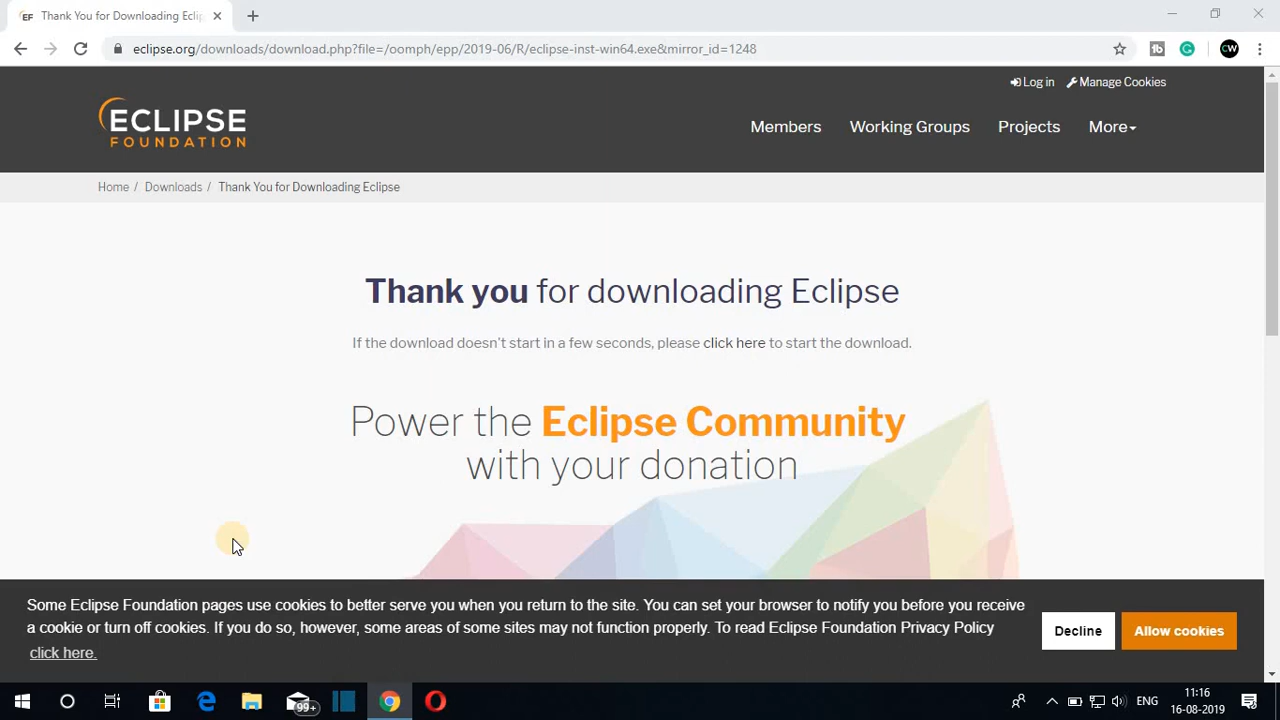 EF Thank You for Downloading Ecli
eclipse.org/downloads/download.php?file=/oomph/epp/2019-06/R/eclipse-inst-win64.exe&mirror_id=1248
CW
Log in Manage Cookies
ECLIPSE
FOUNDATION
Members Working Groups Projects More
Home / Downloads / Thank You for Downloading Eclipse
Thank you for downloading Eclipse
If the download doesn't start in a few seconds, please click here to start the download.
Power the Eclipse Community
with your donation
Some Eclipse Foundation pages use cookies to better serve you when you return to the site. You can set your browser to notify you before you receive
a cookie or turn off cookies. If you do so, however, some areas of some sites may not function properly. To read Eclipse Foundation Privacy Policy
click here.
Decline
Allow cookies
99+
ENG
11:16
16-08-2019